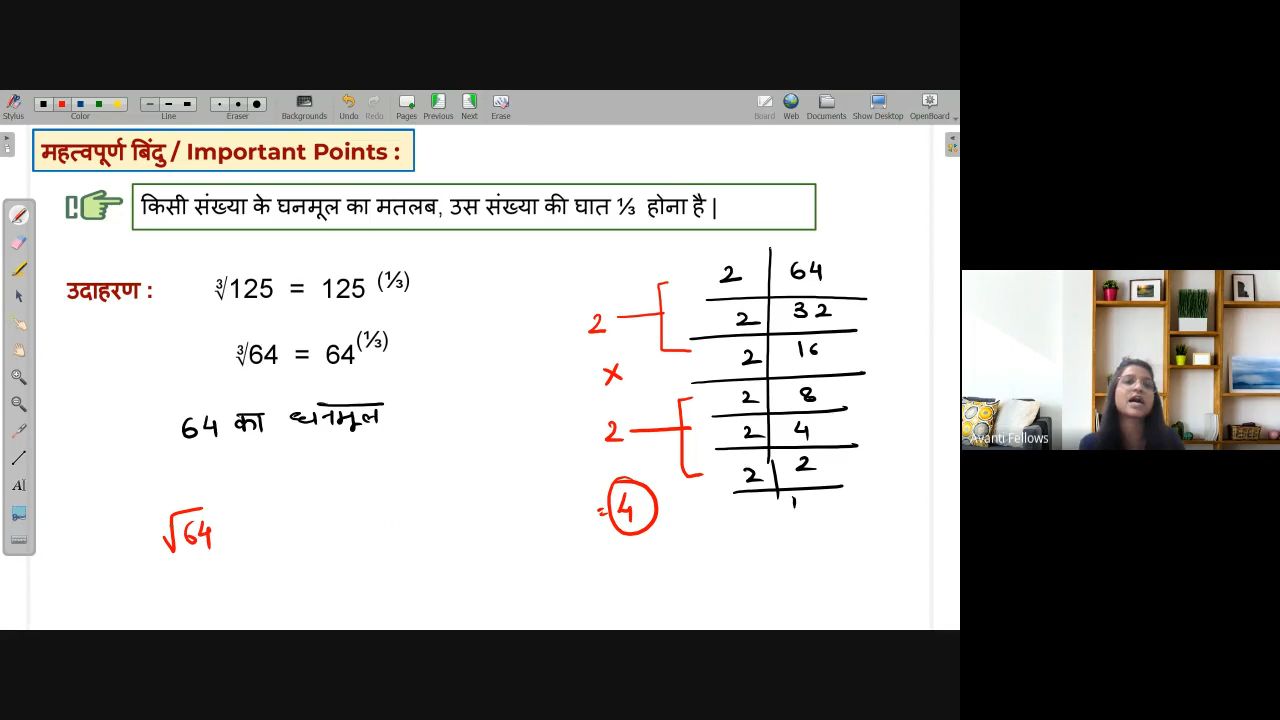 Stylus
Color
Line
Eraser
Backgrounds
Undo
Redo
Pages
Previous
Next
Erase
Board
Web
Documents
Show Desktop
OpenBoard
महत्वपूर्ण बिंदु / Important Points :
किसी संख्या के घनमूल का मतलब, उस संख्या की घात ⅓ होना है |
उदाहरण :
∛125 = 125 (⅓)
∛64 = 64(⅓)
64 का घनमूल
√64
2 | 64
2 | 32
2 | 16
2 | 8
2 | 4
2 | 2
1
2
×
2
= 4
Avanti Fellows